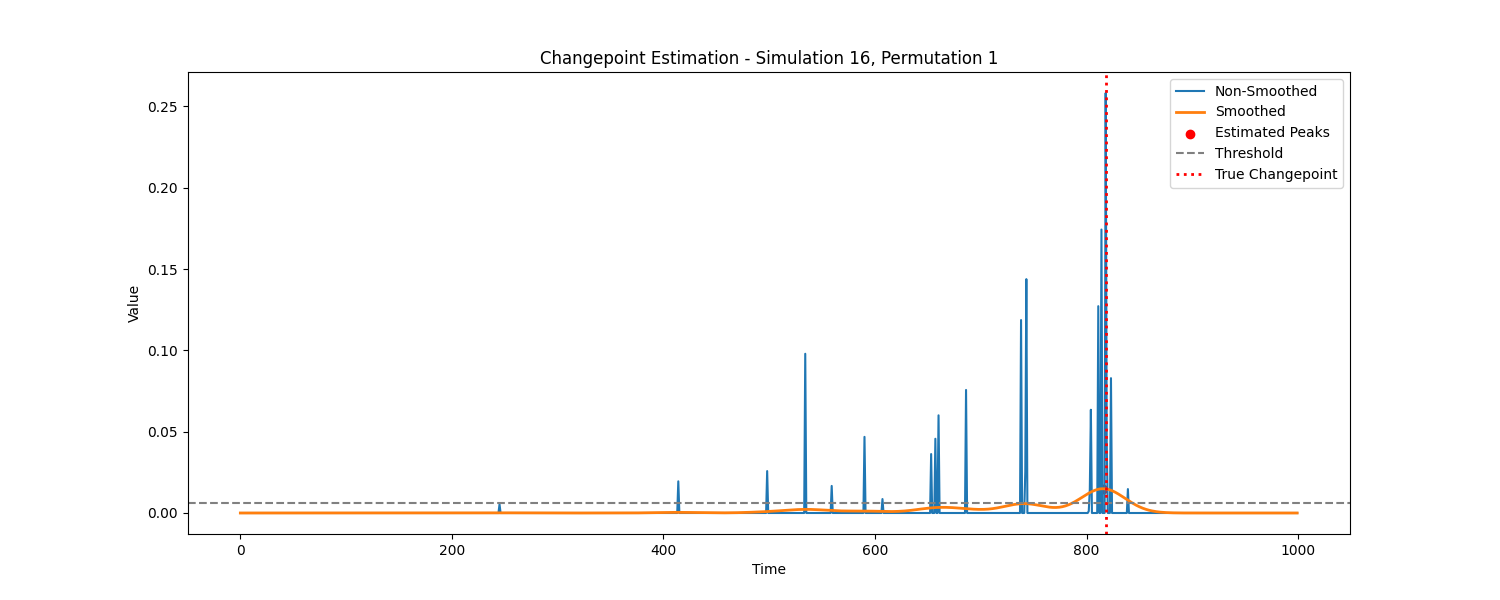 Changepoint Estimation - Simulation 16, Permutation 1
Non-Smoothed
Smoothed
Estimated Peaks
Threshold
True Changepoint
0.25
0.20
0.15
0.10
0.05
0.00
Value
0 200 400 600 800 1000
Time